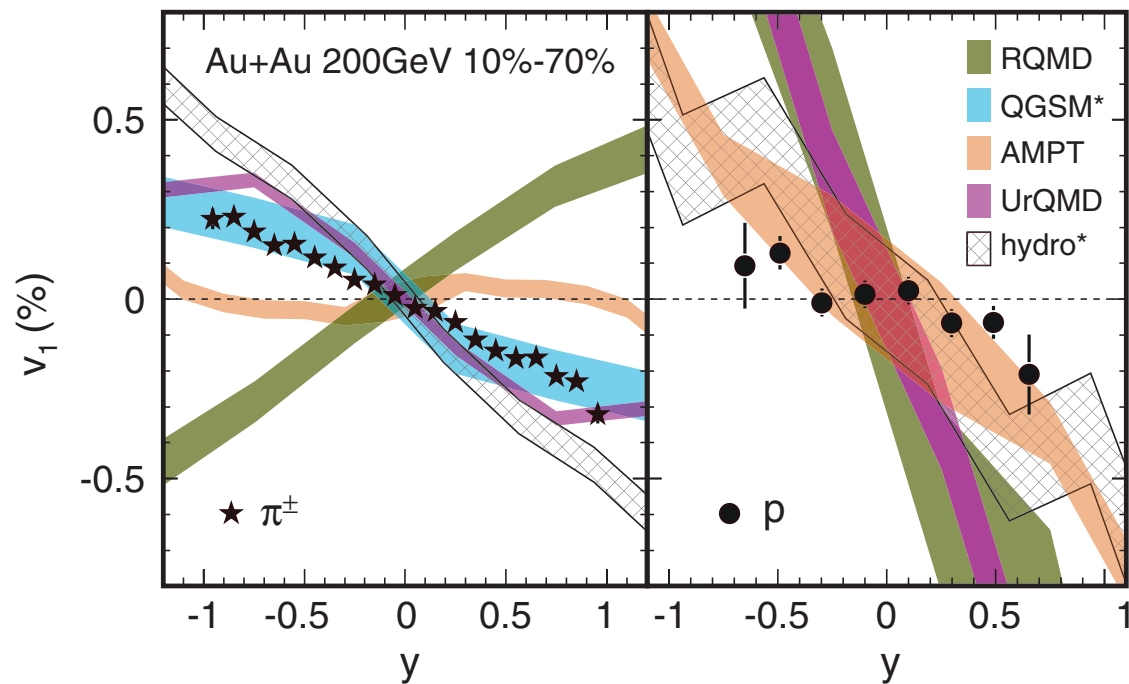 Au+Au 200GeV 10%-70%
RQMD
QGSM*
AMPT
UrQMD
hydro*
0.5
0
-0.5
v₁ (%)
π±
p
-1 -0.5 0 0.5 1
-1 -0.5 0 0.5 1
y
y